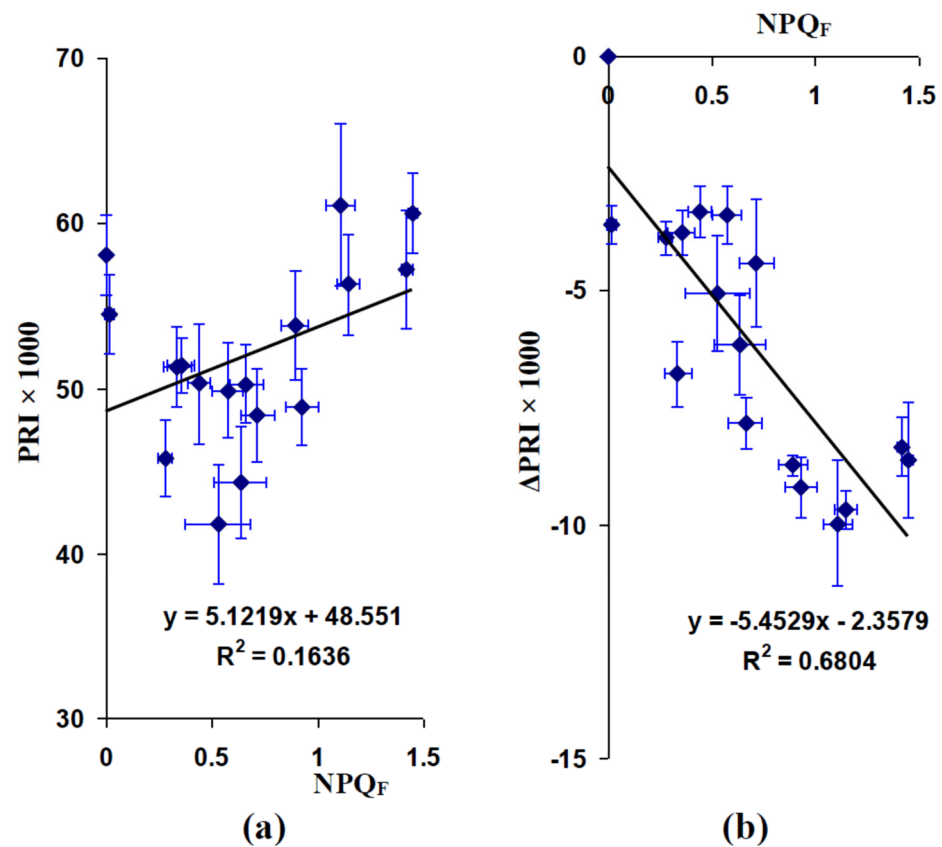 70
60
50
40
30
PRI × 1000
0 0.5 1 1.5
NPQF
y = 5.1219x + 48.551
R² = 0.1636
(a)
NPQF
0
0 0.5 1 1.5
-5
-10
-15
ΔPRI × 1000
y = -5.4529x - 2.3579
R² = 0.6804
(b)